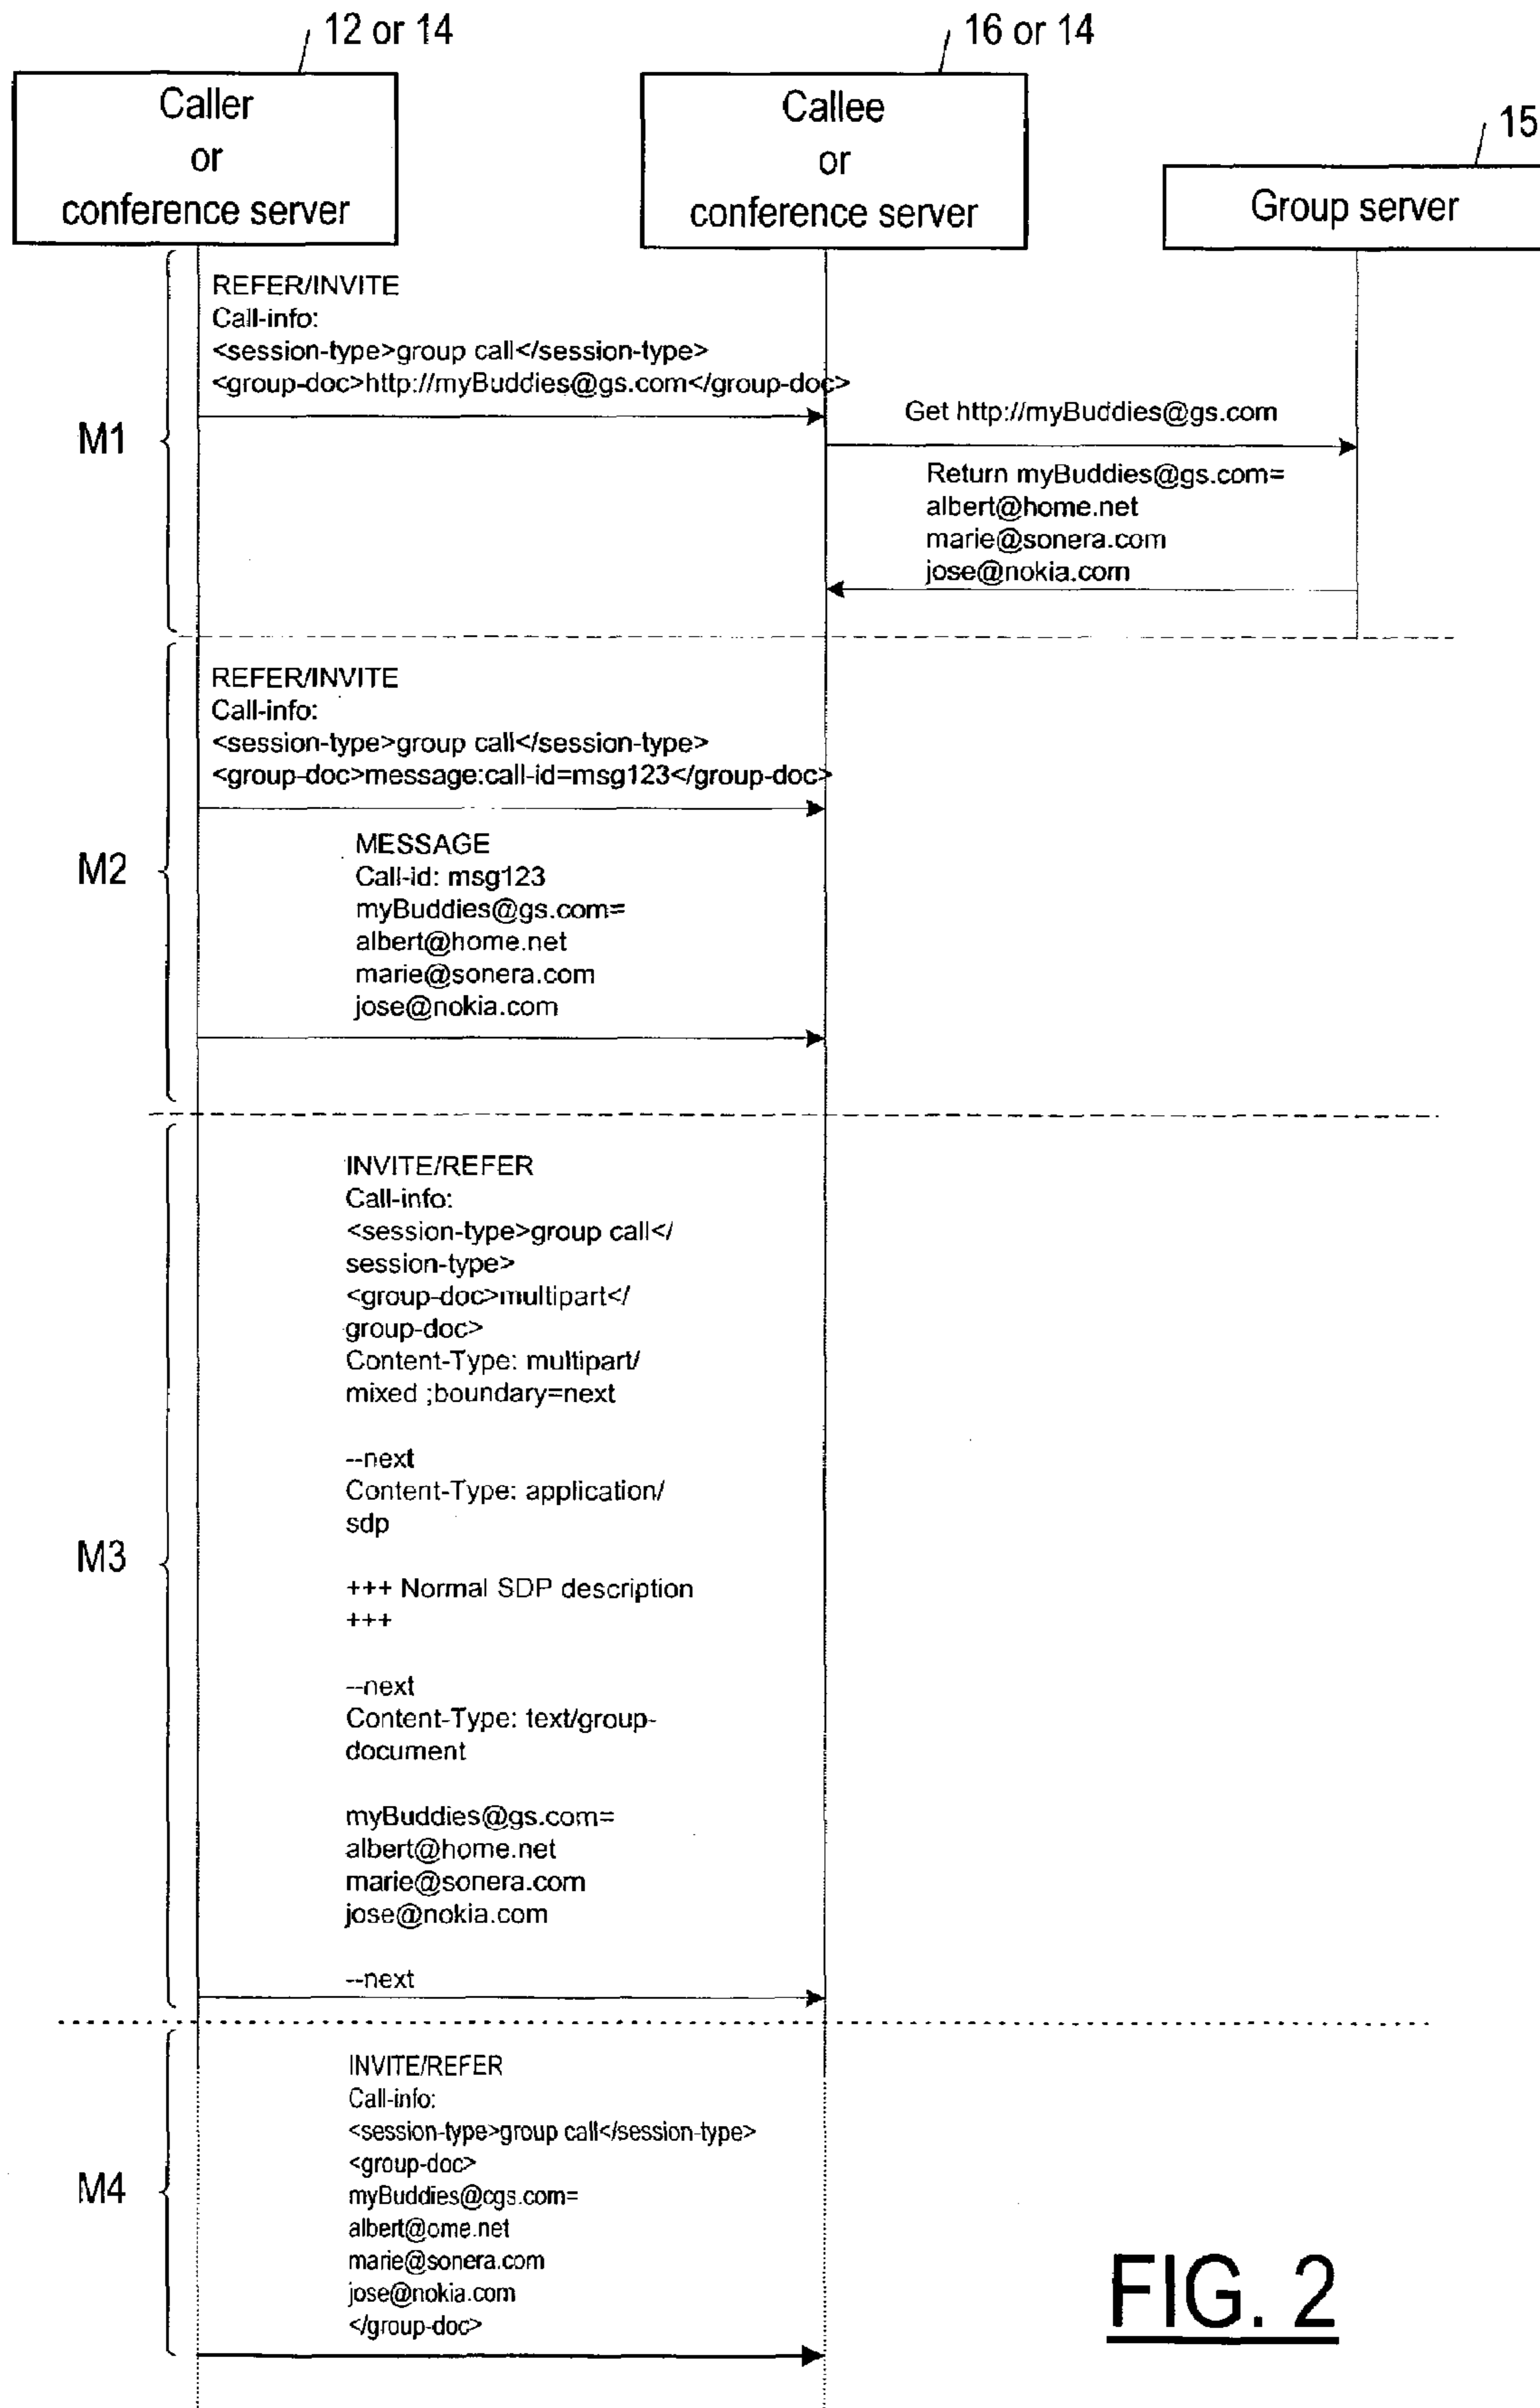 12 or 14
16 or 14
15
Caller
or
conference server
Callee
or
conference server
Group server
M1
REFER/INVITE
Call-info:
<session-type>group call</session-type>
<group-doc>http://myBuddies@gs.com</group-doc>
Get http://myBuddies@gs.com
Return myBuddies@gs.com=
albert@home.net
marie@sonera.com
jose@nokia.com
M2
REFER/INVITE
Call-info:
<session-type>group call</session-type>
<group-doc>message:call-id=msg123</group-doc>
MESSAGE
Call-id: msg123
myBuddies@gs.com=
albert@home.net
marie@sonera.com
jose@nokia.com
M3
INVITE/REFER
Call-info:
<session-type>group call</
session-type>
<group-doc>multipart</
group-doc>
Content-Type: multipart/
mixed ;boundary=next
--next
Content-Type: application/
sdp
+++ Normal SDP description
+++
--next
Content-Type: text/group-
document
myBuddies@gs.com=
albert@home.net
marie@sonera.com
jose@nokia.com
--next
M4
INVITE/REFER
Call-info:
<session-type>group call</session-type>
<group-doc>
myBuddies@cgs.com=
albert@ome.net
marie@sonera.com
jose@nokia.com
</group-doc>
FIG. 2